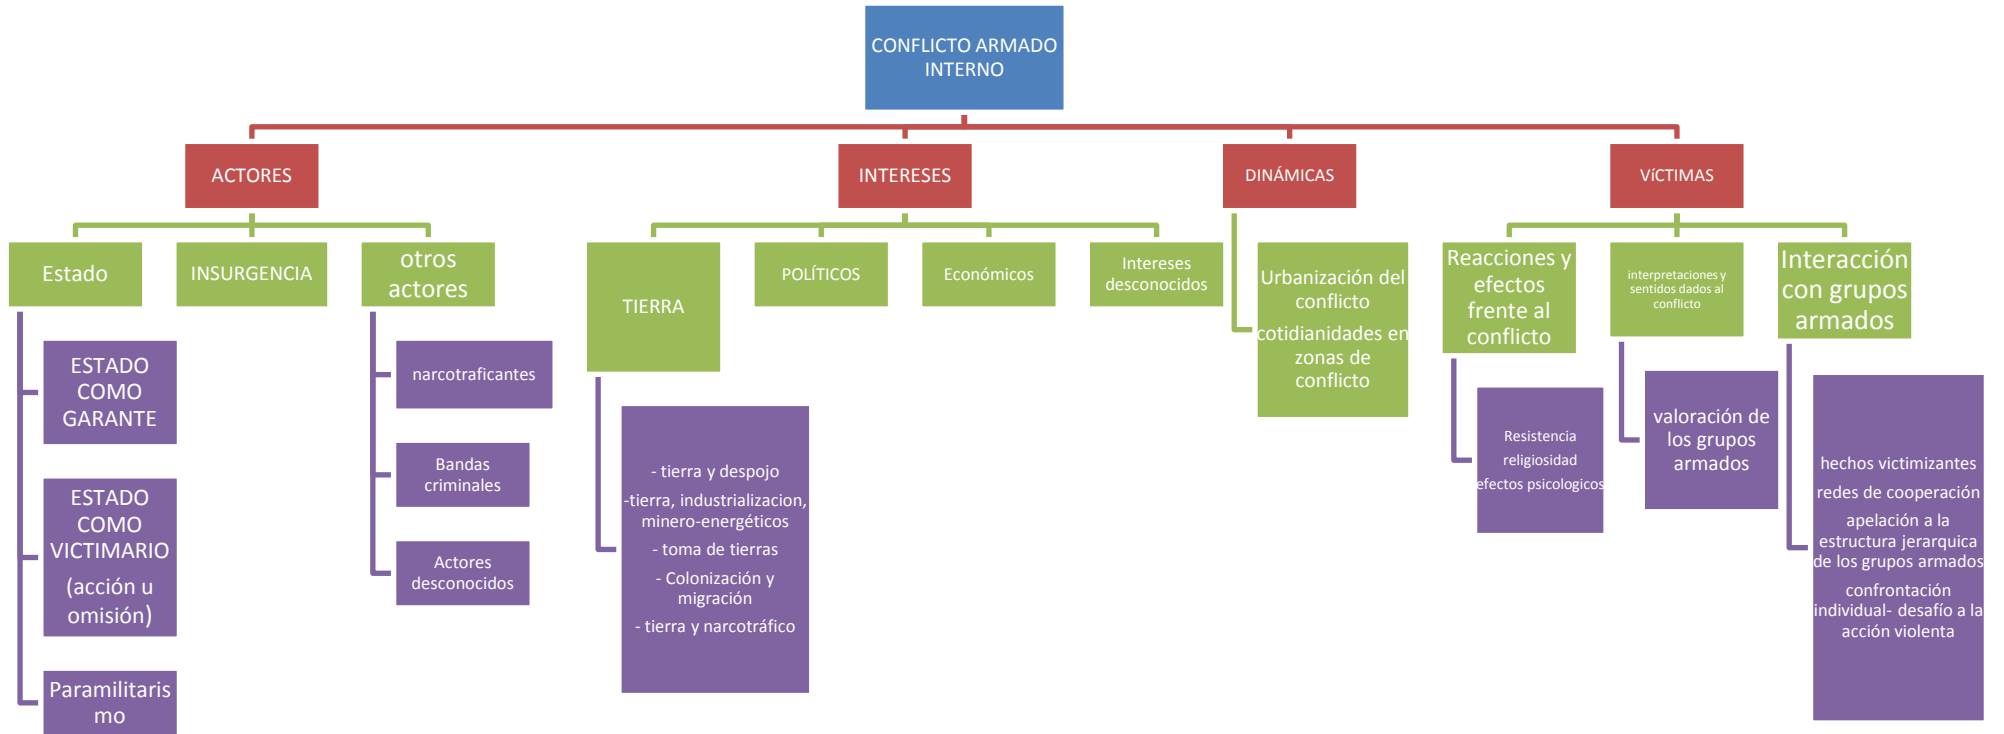 CONFLICTO ARMADO
INTERNO
ACTORES
INTERESES
DINÁMICAS
VíCTIMAS
Estado
INSURGENCIA
otros
actores
TIERRA
POLÍTICOS
Económicos
Intereses
desconocidos
Urbanización del
conflicto
cotidianidades en
zonas de
conflicto
Reacciones y
efectos
frente al
conflicto
interpretaciones y
sentidos dados al
conflicto
Interacción
con grupos
armados
ESTADO
COMO
GARANTE
ESTADO
COMO
VICTIMARIO
(acción u
omisión)
Paramilitaris
mo
narcotraficantes
Bandas
criminales
Actores
desconocidos
- tierra y despojo
-tierra, industrializacion,
minero-energéticos
- toma de tierras
- Colonización y
migración
- tierra y narcotráfico
Resistencia
religiosidad
efectos psicologicos
valoración de
los grupos
armados
hechos victimizantes
redes de cooperación
apelación a la
estructura jerarquica
de los grupos armados
confrontación
individual- desafío a la
acción violenta